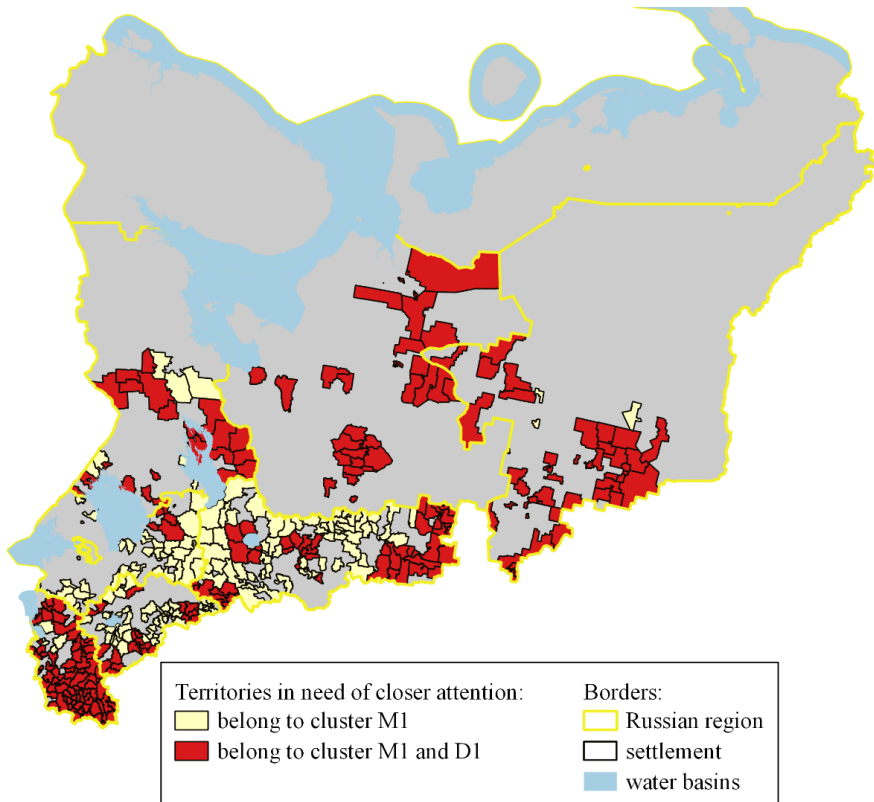 Territories in need of closer attention:
belong to cluster M1
belong to cluster M1 and D1
Borders:
Russian region
settlement
water basins